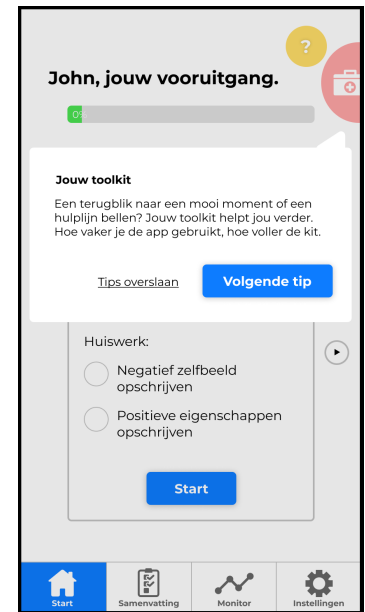 ?
John, jouw vooruitgang.
0%
Jouw toolkit
Een terugblik naar een mooi moment of een
hulplijn bellen? Jouw toolkit helpt jou verder.
Hoe vaker je de app gebruikt, hoe voller de kit.
Tips overslaan
Volgende tip
Huiswerk:
Negatief zelfbeeld
opschrijven
Positieve eigenschappen
opschrijven
Start
Start
Samenvatting
Monitor
Instellingen